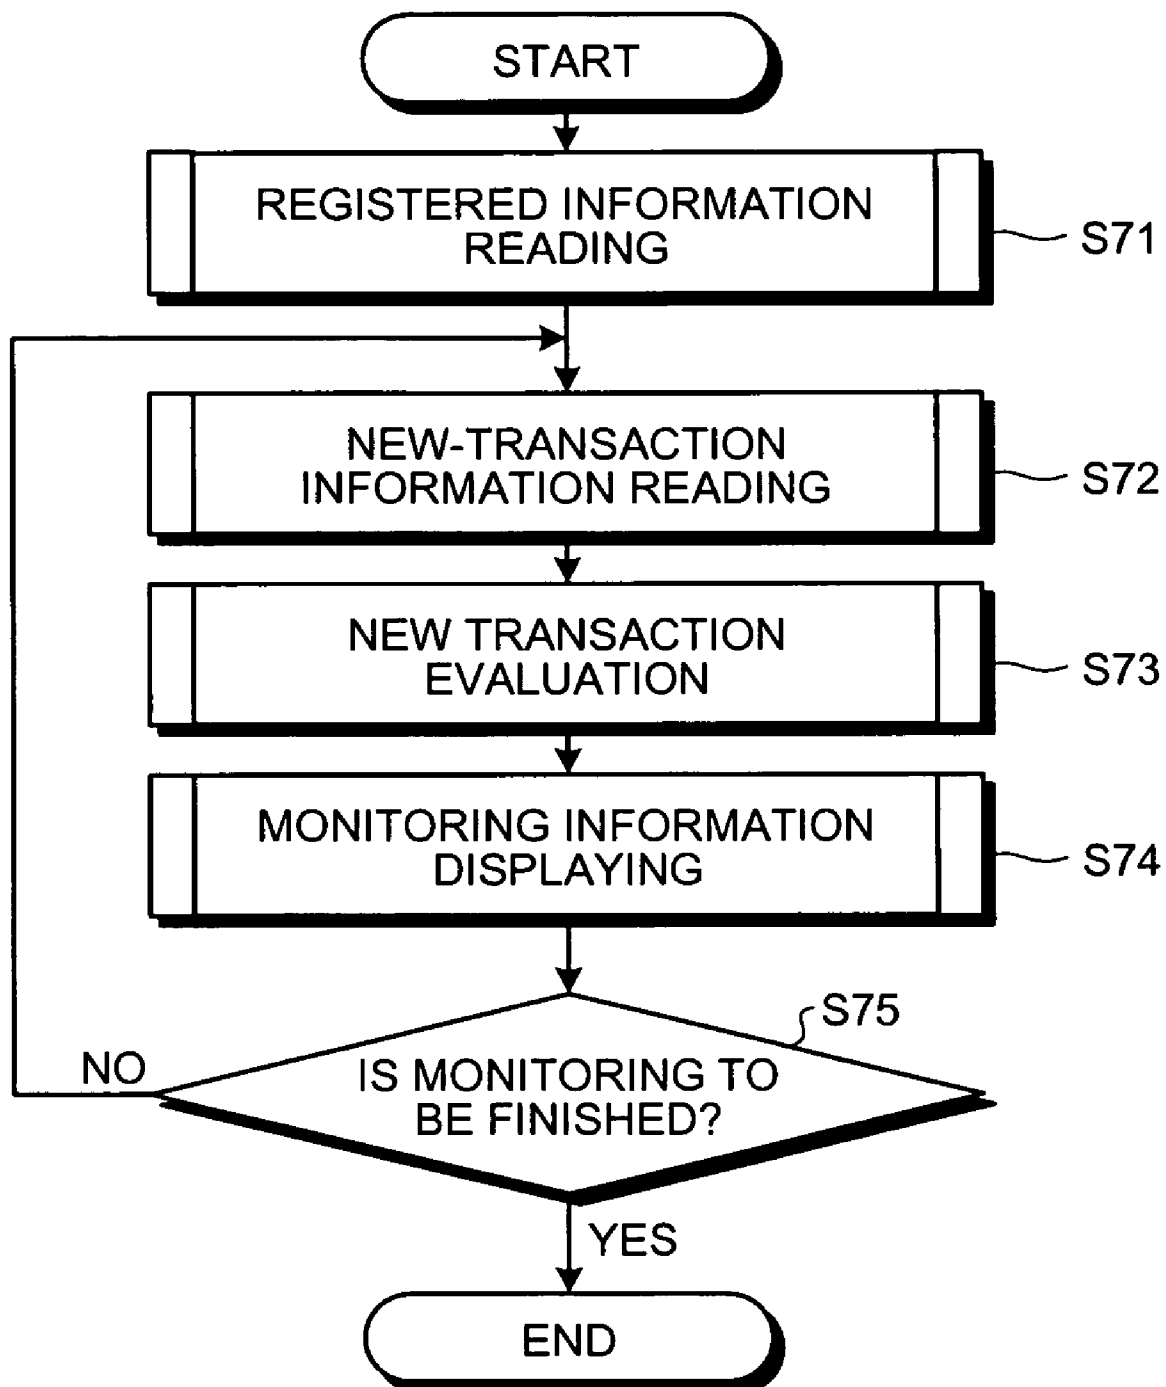 START
REGISTERED INFORMATION
READING
S71
NEW-TRANSACTION
INFORMATION READING
S72
NEW TRANSACTION
EVALUATION
S73
MONITORING INFORMATION
DISPLAYING
S74
S75
NO
IS MONITORING TO
BE FINISHED?
YES
END